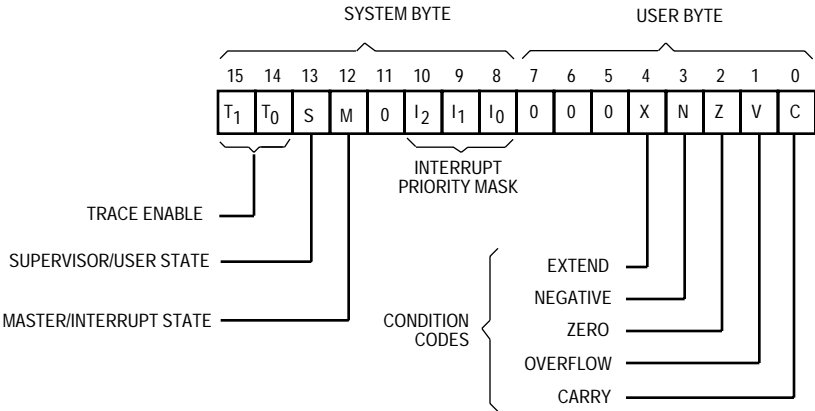 SYSTEM BYTE USER BYTE
15 14 13 12 11 10 9 8 7 6 5 4 3 2 1 0
T1 T0 S M 0 I2 I1 I0 0 0 0 X N Z V C
INTERRUPT
PRIORITY MASK
TRACE ENABLE
SUPERVISOR/USER STATE
MASTER/INTERRUPT STATE
CONDITION
CODES
EXTEND
NEGATIVE
ZERO
OVERFLOW
CARRY